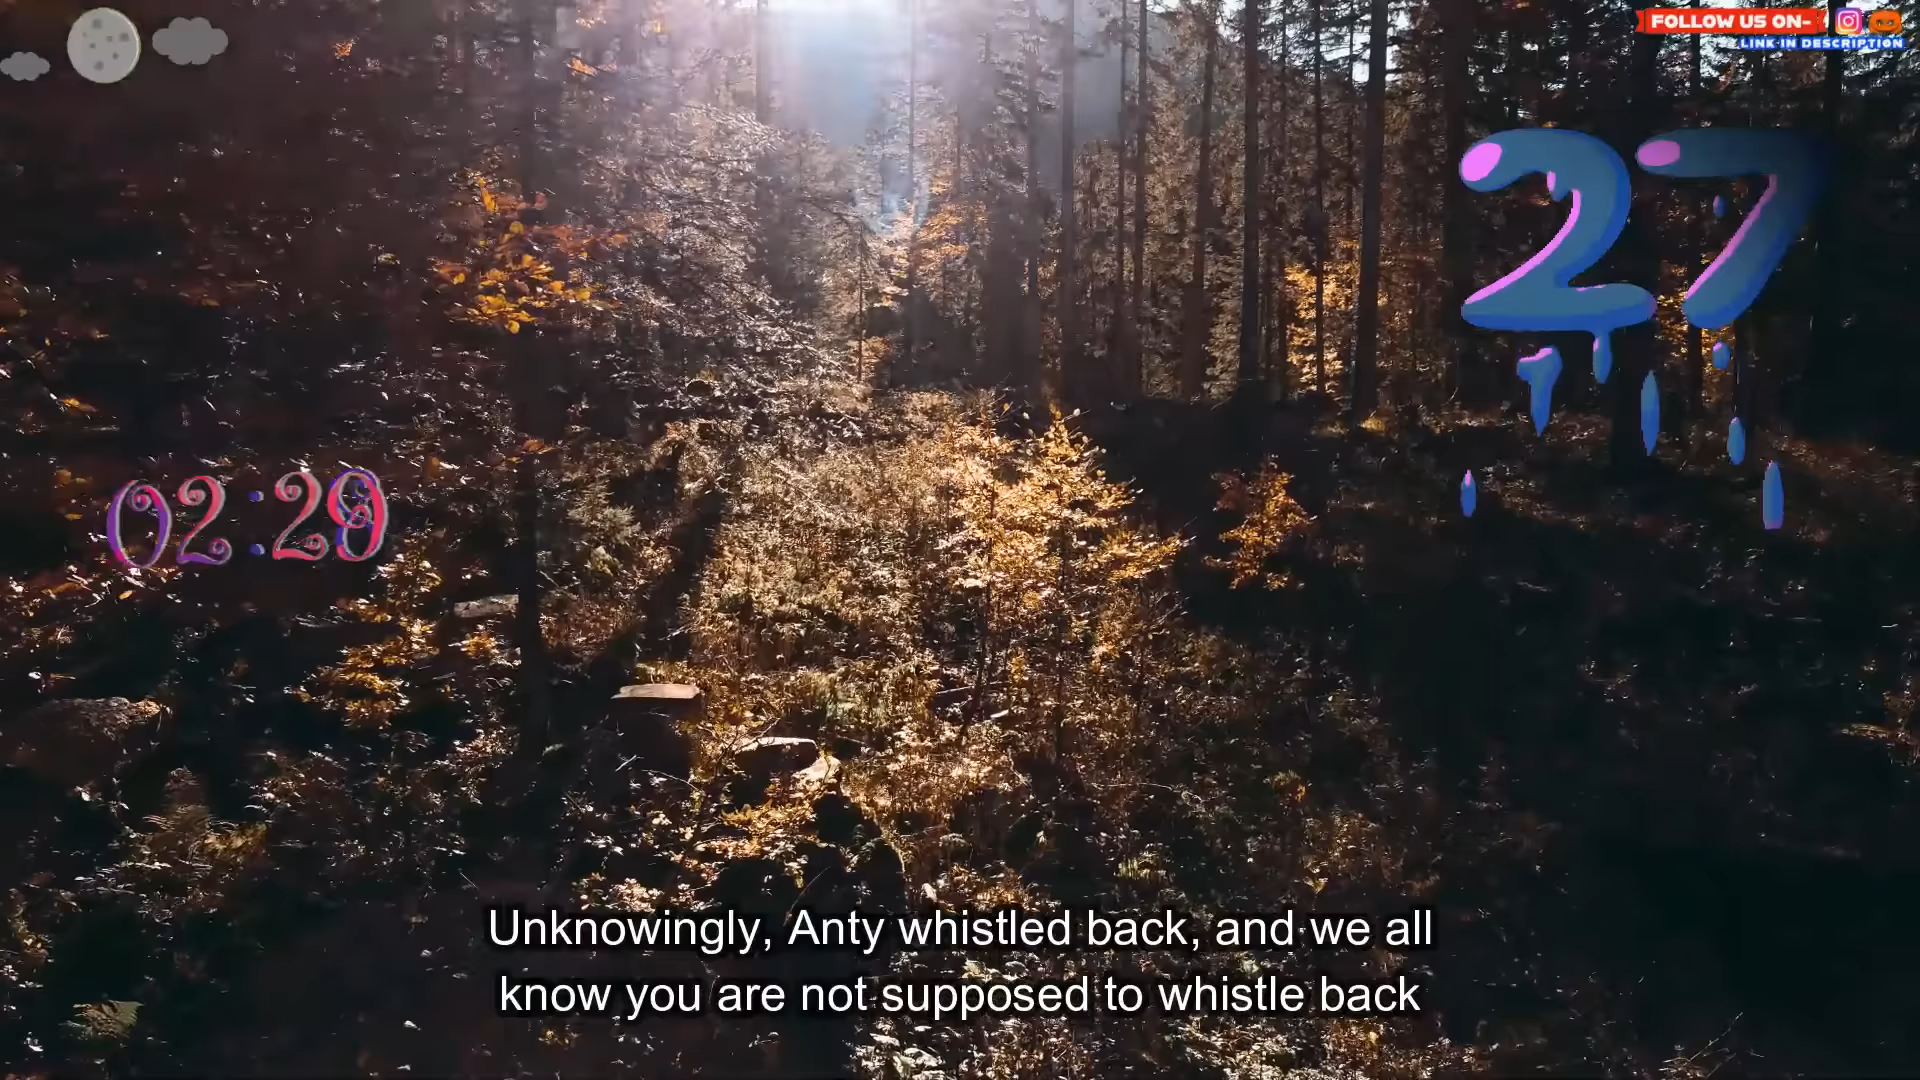 FOLLOW US ON-
LINK IN DESCRIPTION
27
02:29
Unknowingly, Anty whistled back, and we all
know you are not supposed to whistle back